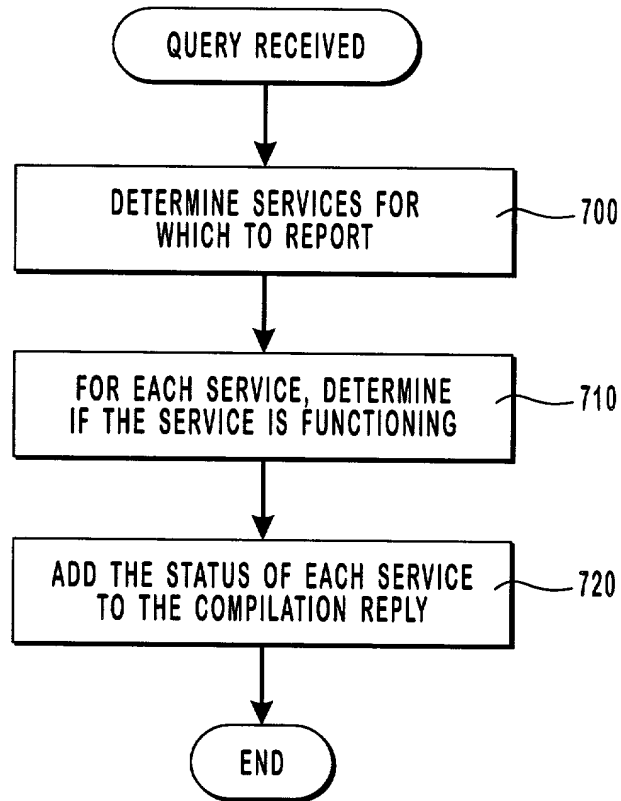 QUERY RECEIVED
DETERMINE SERVICES FOR
WHICH TO REPORT
700
FOR EACH SERVICE, DETERMINE
IF THE SERVICE IS FUNCTIONING
710
ADD THE STATUS OF EACH SERVICE
TO THE COMPILATION REPLY
720
END